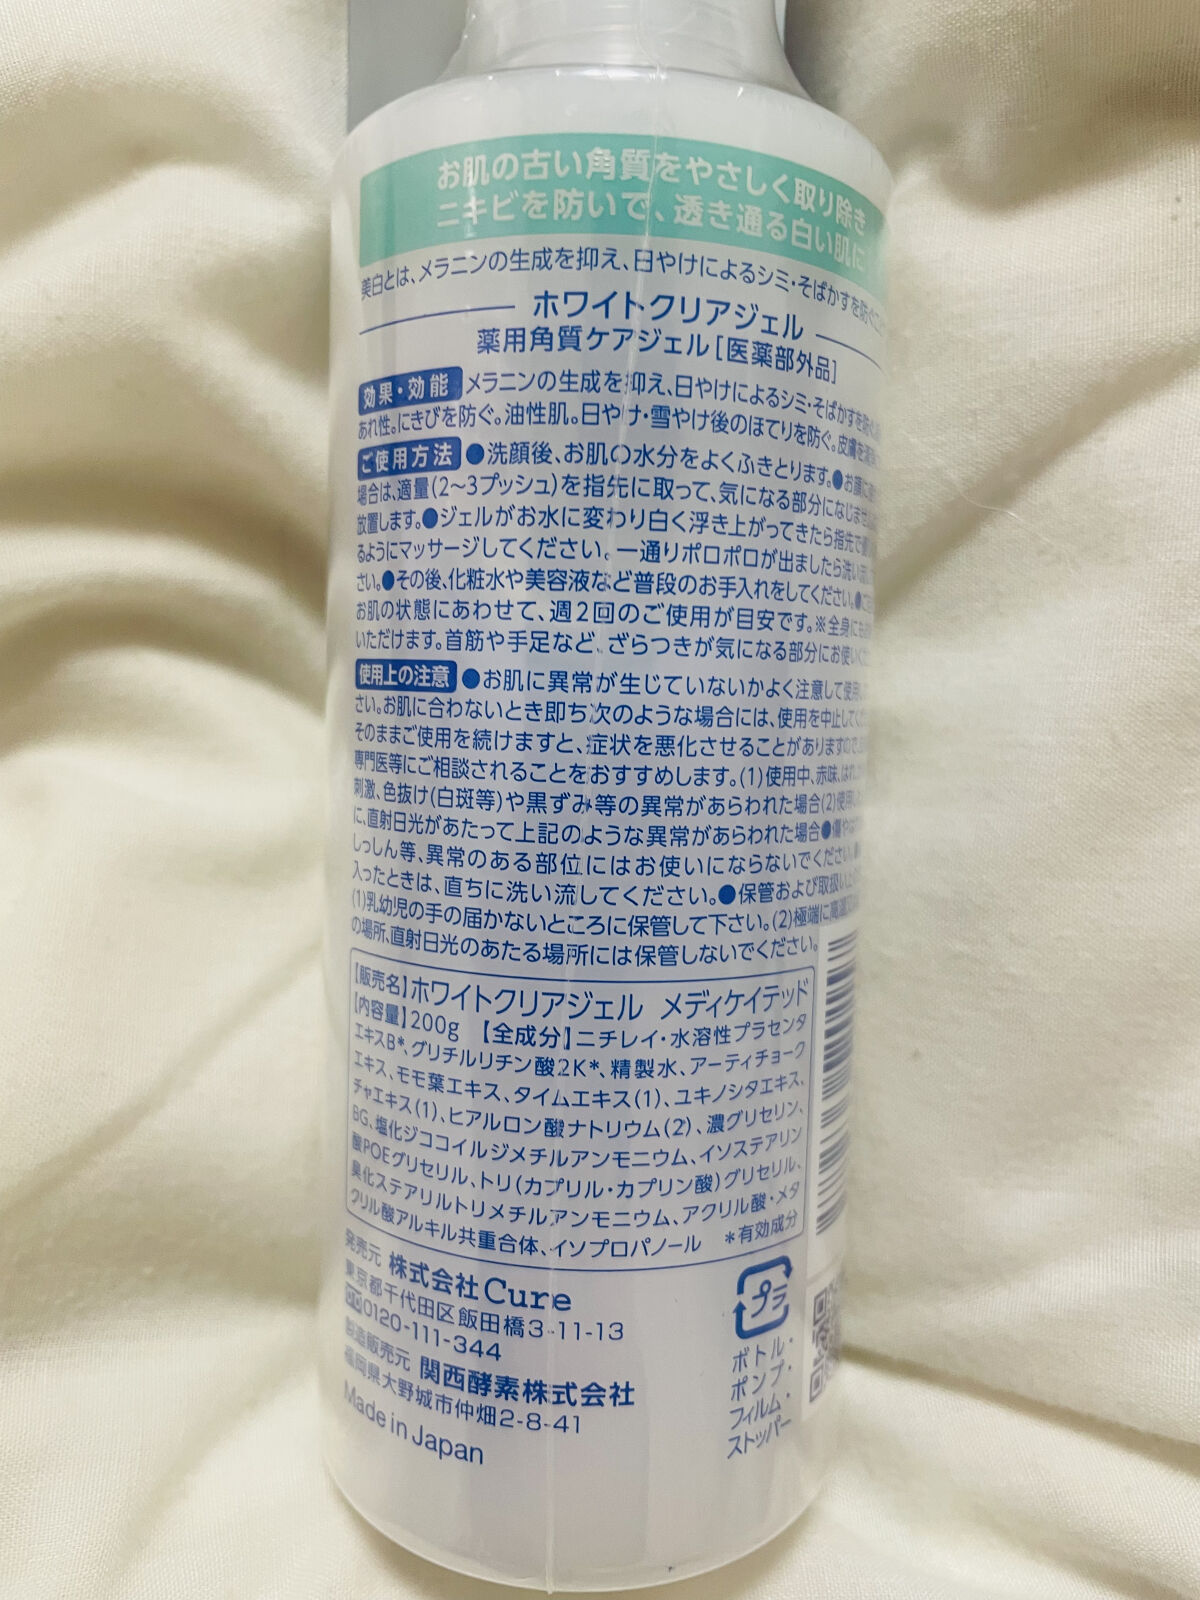 お肌の古い角質をやさしく取り除き
ニキビを防いで、透き通る白い肌に
美白とは、メラニンの生成を抑え、日やけによるシミ・そばかすを防ぐこと
ホワイトクリアジェル
薬用角質ケアジェル[医薬部外品]
効果・効能 メラニンの生成を抑え、日やけによるシミ・そばかすを防ぐ。
あれ性。にきびを防ぐ。油性肌。日やけ・雪やけ後のほてりを防ぐ。皮膚を
ご使用方法 ●洗顔後、お肌の水分をよくふきとります。●お顔に
場合は、適量(2〜3プッシュ)を指先に取って、気になる部分になじませ
放置します。●ジェルがお水に変わり白く浮き上がってきたら指先で
るようにマッサージしてください。一通りポロポロが出ましたら洗い流し
さい。●その後、化粧水や美容液など普段のお手入れをしてください。●
お肌の状態にあわせて、週2回のご使用が目安です。※全身にも
いただけます。首筋や手足など、ざらつきが気になる部分にお使いくだ
使用上の注意 ●お肌に異常が生じていないかよく注意して使用して
さい。お肌に合わないとき即ち次のような場合には、使用を中止してくだ
そのままご使用を続けますと、症状を悪化させることがありますので、
専門医等にご相談されることをおすすめします。(1)使用中、赤味、はれ、
刺激、色抜け(白斑等)や黒ずみ等の異常があらわれた場合(2)使用した
に、直射日光があたって上記のような異常があらわれた場合●傷や
しっしん等、異常のある部位にはお使いにならないでください。
入ったときは、直ちに洗い流してください。●保管および取扱い上の
(1)乳幼児の手の届かないところに保管して下さい。(2)極端に高温
の場所、直射日光のあたる場所には保管しないでください。
【販売名】ホワイトクリアジェル メディケイテッド
【内容量】200g 【全成分】ニチレイ・水溶性プラセンタ
エキスB*、グリチルリチン酸2K*、精製水、アーティチョーク
エキス、モモ葉エキス、タイムエキス(1)、ユキノシタエキス、
チャエキス(1)、ヒアルロン酸ナトリウム(2)、濃グリセリン、
BG、塩化ジココイルジメチルアンモニウム、イソステアリン
酸POEグリセリル、トリ(カプリル・カプリン酸)グリセリル、
臭化ステアリルトリメチルアンモニウム、アクリル酸・メタ
クリル酸アルキル共重合体、イソプロパノール *有効成分
発売元 株式会社Cure
東京都千代田区飯田橋3-11-13
0120-111-344
製造販売元 関西酵素株式会社
福岡県大野城市仲畑2-8-41
Made in Japan
プラ
ボトル・
ポンプ・
フィルム・
ストッパー